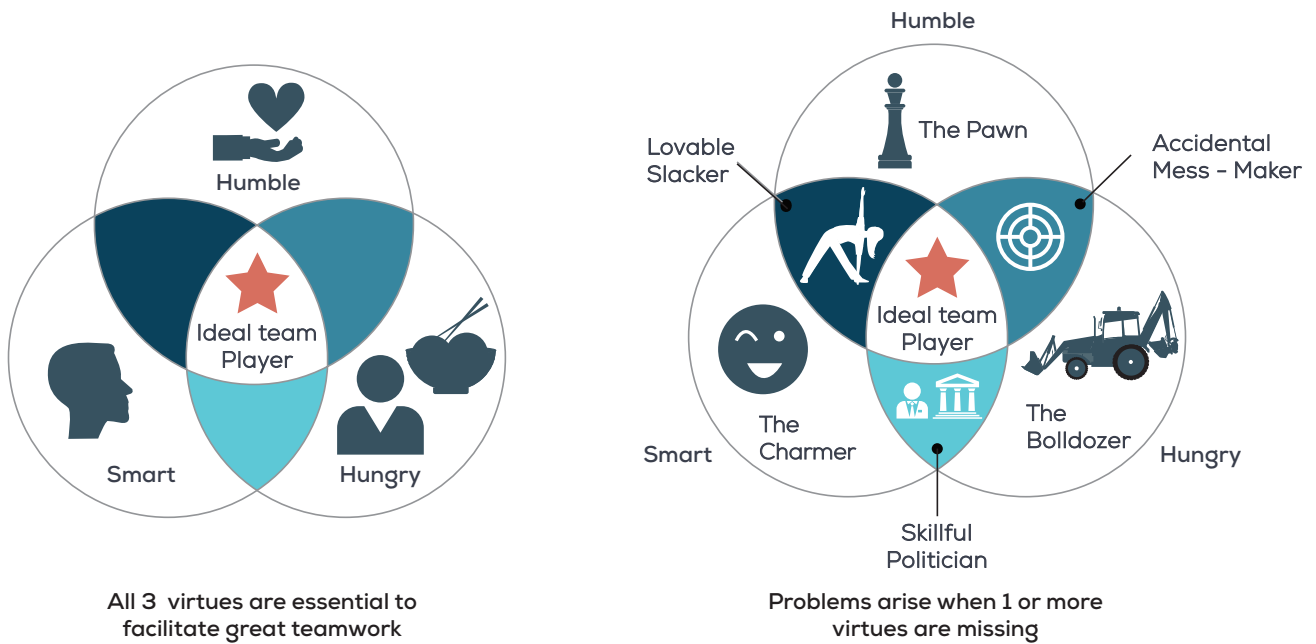 Humble
Ideal team
Player
Smart
Hungry
All 3 virtues are essential to
facilitate great teamwork
Humble
The Pawn
Lovable
Slacker
Accidental
Mess - Maker
Ideal team
Player
The
Charmer
The
Bolldozer
Smart
Hungry
Skillful
Politician
Problems arise when 1 or more
virtues are missing